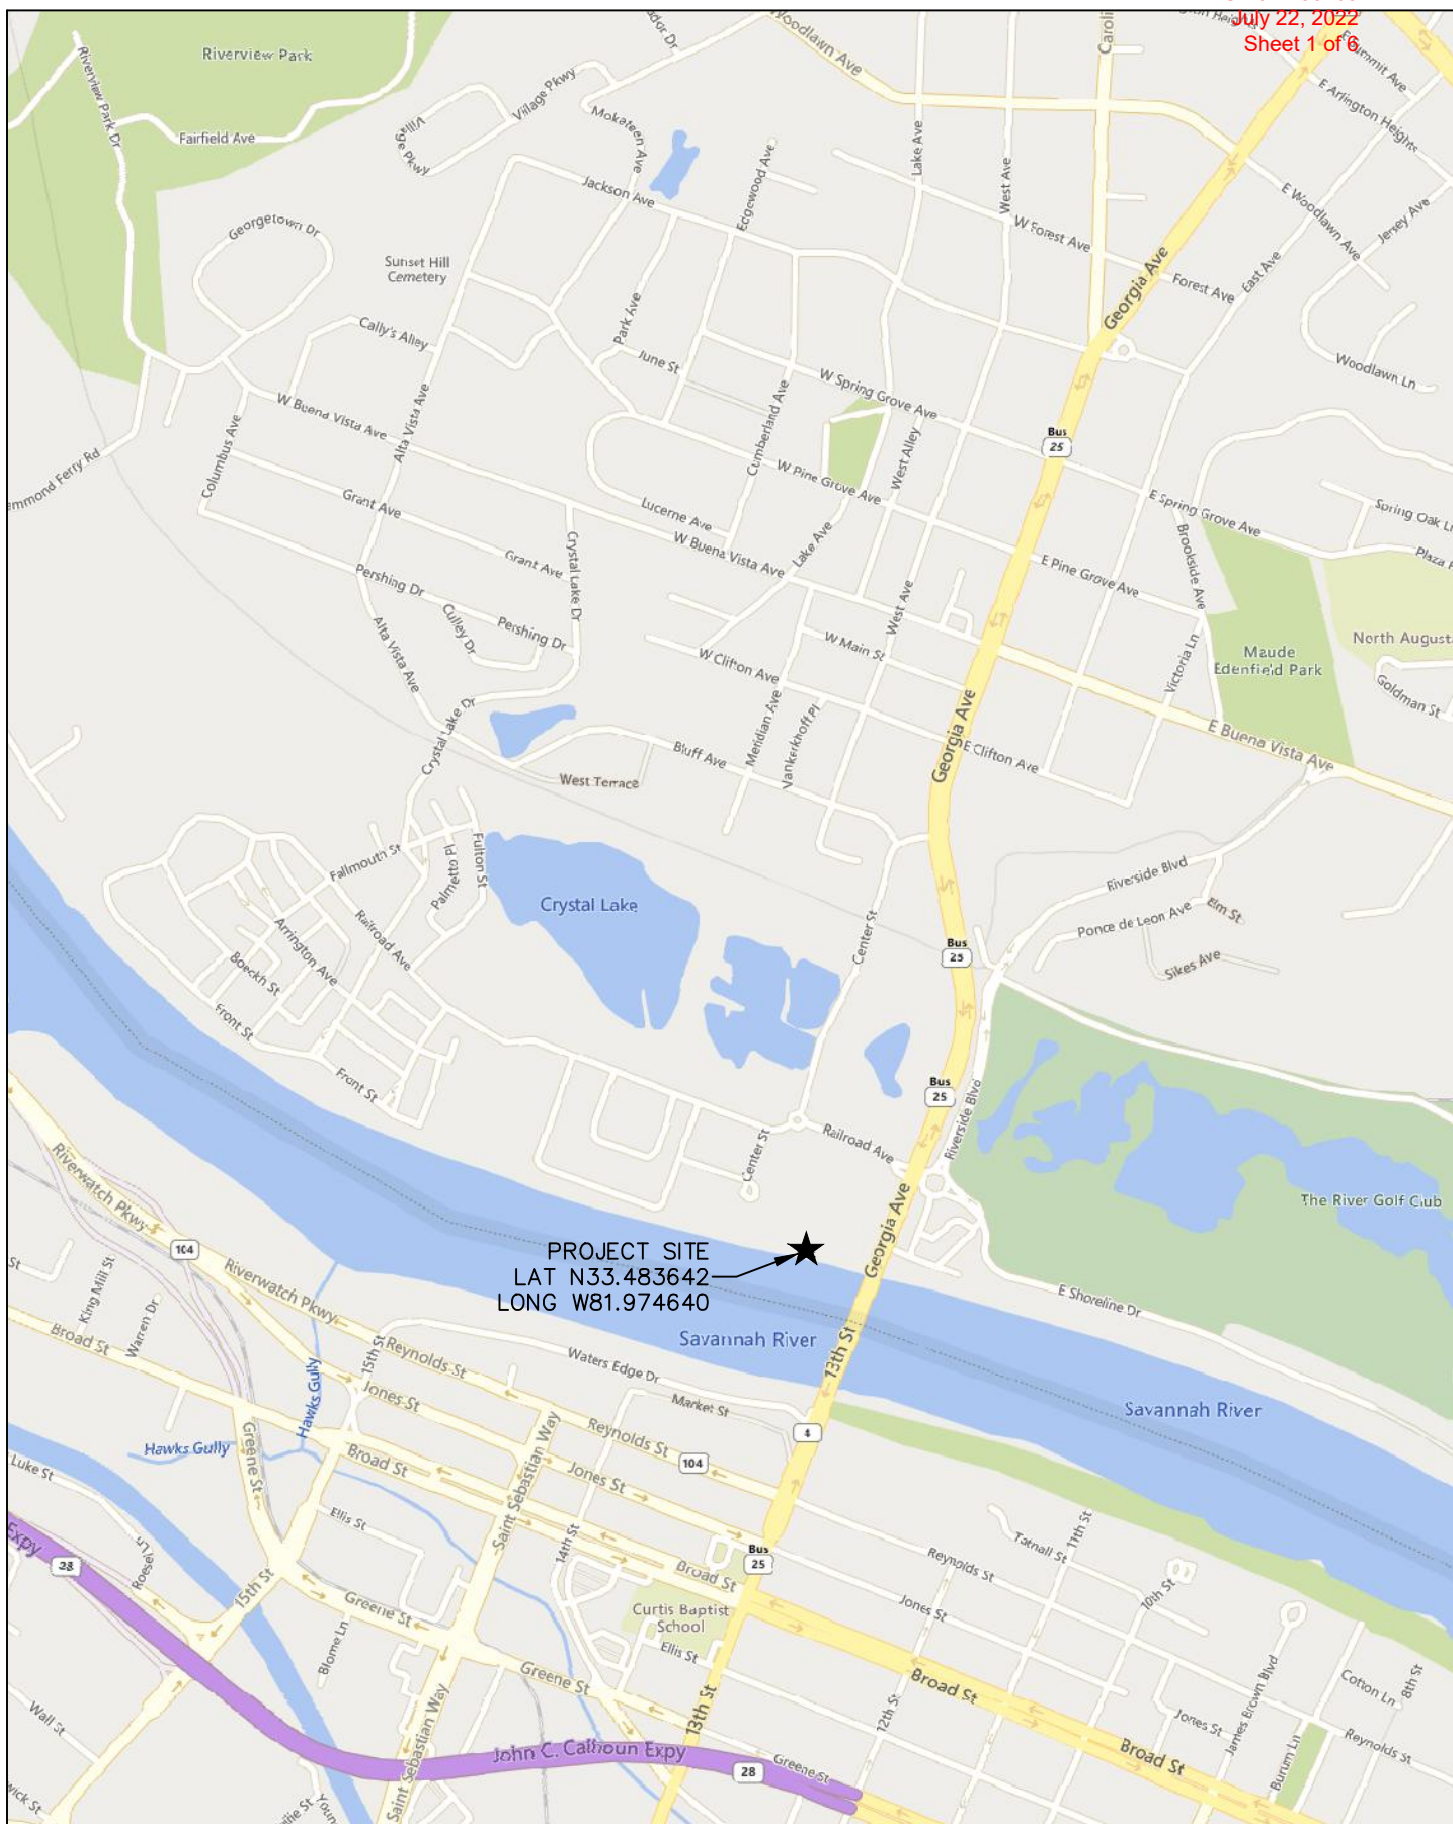 July 22, 2022
Sheet 1 of 6
Riverview Park
Riverview Park Dr
Fairfield Ave
Village Pkwy
Village Pkwy
Woodlawn Ave
Molkateen Ave
Edgewood Ave
Jackson Ave
Lake Ave
West Ave
W Forest Ave
Forest Ave
Georgia Ave
East Ave
E Woodlawn Ave
Jersey Ave
E Arlington Heights
Woodlawn Ln
Georgetown Dr
Sunset Hill
Cemetery
Park Ave
June St
Cally's Alley
W Spring Grove Ave
Bus
25
W Buena Vista Ave
Alta Vista Ave
Columbus Ave
Cumberland Ave
West Alley
W Pine Grove Ave
Grant Ave
Lucerne Ave
W Buena Vista Ave
Lake Ave
E Spring Grove Ave
Brookside Ave
Grant Ave
Crystal Lake Dr
E Pine Grove Ave
Pershing Dr
Culley Dr
Pershing Dr
Alta Vista Ave
West Ave
W Main St
W Clifton Ave
Victoria Ln
Maude
Edenfield Park
Goldman St
Crystal Lake Dr
Meridian Ave
Vankerkhoff Pl
Georgia Ave
E Clifton Ave
E Buena Vista Ave
Bluff Ave
West Terrace
Fallmouth St
Palmetto Pl
Fulton St
Crystal Lake
Center St
Riverside Blvd
Ponce de Leon Ave
Elm St
Sikes Ave
Bus
25
Arrington Ave
Railroad Ave
Boeckh St
Front St
Front St
Bus
25
Riverside Blvd
Railroad Ave
Center St
Georgia Ave
The River Golf Club
Riverwatch Pkwy
104
Riverwatch Pkwy
PROJECT SITE
LAT N33.483642
LONG W81.974640
E Shoreline Dr
King Mill St
Warren Dr
Broad St
Savannah River
13th St
15th St
Reynolds St
Waters Edge Dr
Market St
Jones St
Hawks Gully
Hawks Gully
Savannah River
4
Greene St
Luke St
Broad St
Saint Sebastian Way
Reynolds St
104
Jones St
Ellis St
14th St
Expy
28
Roesel Ln
15th St
Greene St
Broad St
Bus
25
Reynolds St
Tatnall St
11th St
10th St
Jones St
Curtis Baptist
School
Ellis St
Blome Ln
Greene St
Broad St
12th St
James Brown Blvd
Cotton Ln
8th St
Wall St
Saint Sebastian Way
13th St
Jones St
Reynolds St
John C. Calhoun Expy
28
Greene St
Broad St
Burum Ln